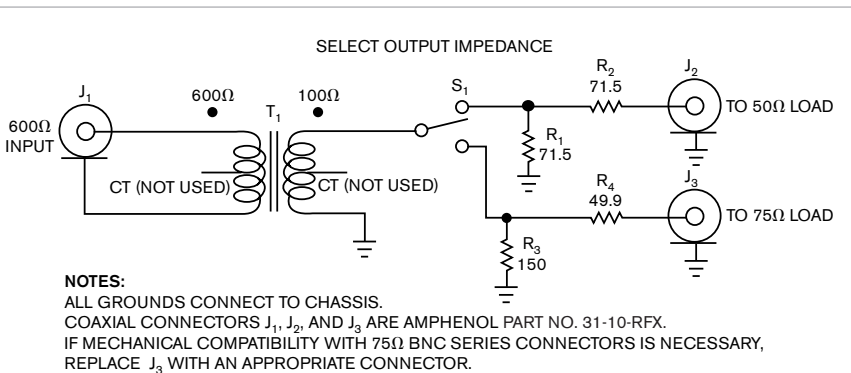 SELECT OUTPUT IMPEDANCE
J1
600Ω
INPUT
600Ω
T1
100Ω
CT (NOT USED)
CT (NOT USED)
S1
R2
71.5
J2
TO 50Ω LOAD
R1
71.5
R4
49.9
J3
TO 75Ω LOAD
R3
150
NOTES:
ALL GROUNDS CONNECT TO CHASSIS.
COAXIAL CONNECTORS J1, J2, AND J3 ARE AMPHENOL PART NO. 31-10-RFX.
IF MECHANICAL COMPATIBILITY WITH 75Ω BNC SERIES CONNECTORS IS NECESSARY,
REPLACE J3 WITH AN APPROPRIATE CONNECTOR.